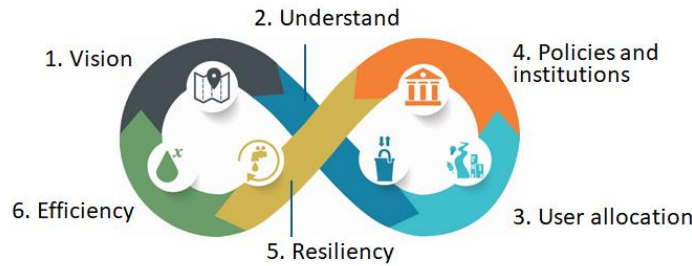 2. Understand
1. Vision
4. Policies and
institutions
x
6. Efficiency
3. User allocation
5. Resiliency